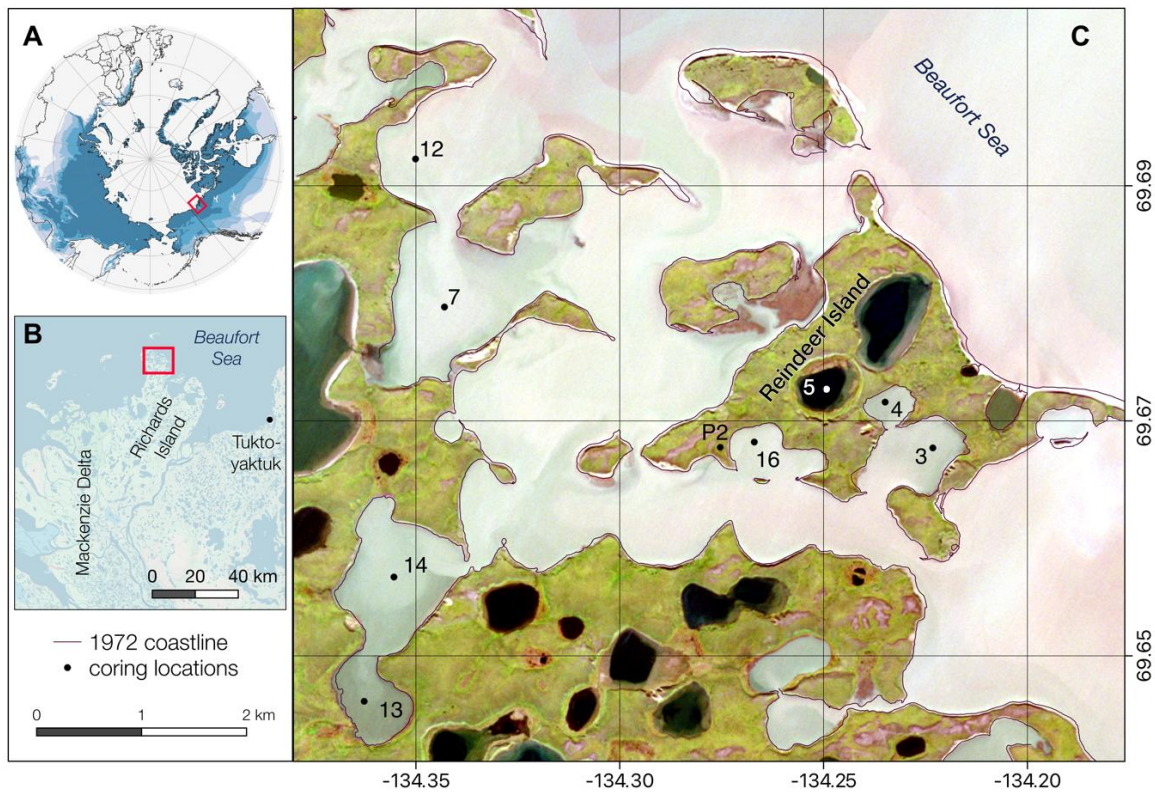 A
B
Beaufort
Sea
Richards
Island
Tukto-
yaktuk
Mackenzie Delta
0 20 40 km
1972 coastline
coring locations
0 1 2 km
C
Beaufort Sea
12
7
Reindeer Island
5
4
P2
16
3
14
13
69.69
69.67
69.65
-134.35 -134.30 -134.25 -134.20